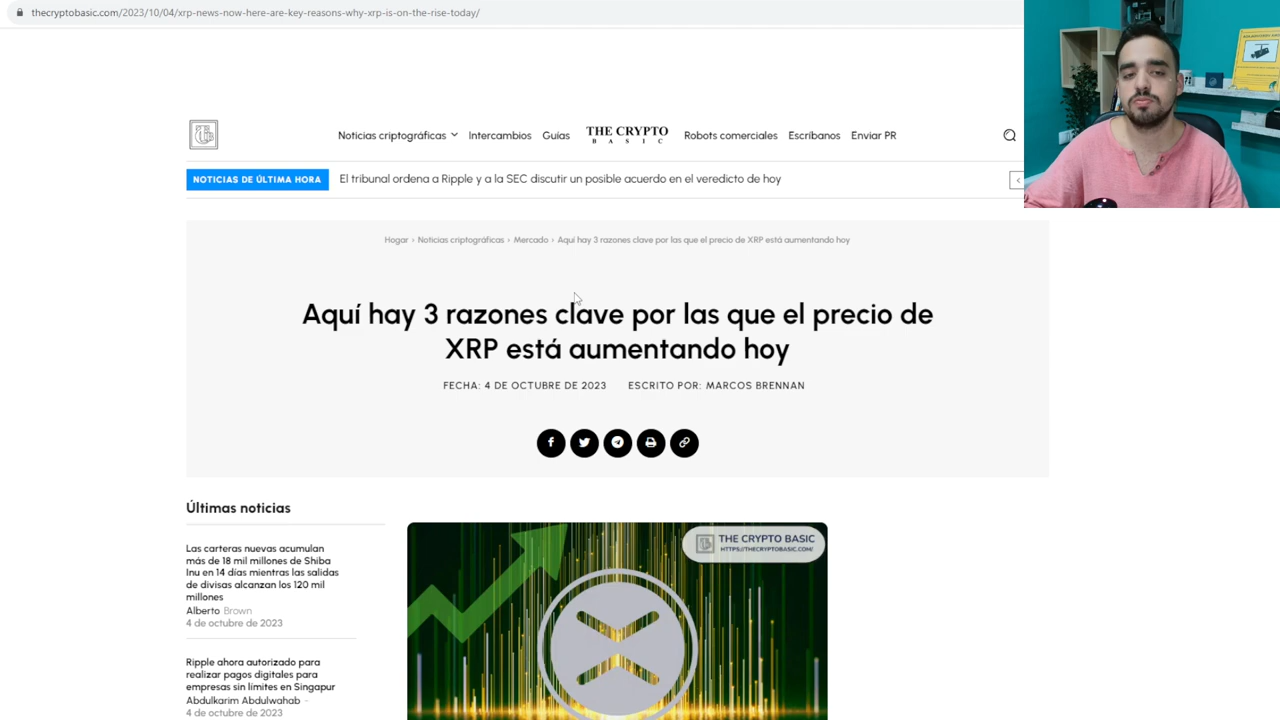 thecryptobasic.com/2023/10/04/xrp-news-now-here-are-key-reasons-why-xrp-is-on-the-rise-today/
Noticias criptográficas Intercambios Guías THE CRYPTO BASIC Robots comerciales Escríbanos Enviar PR
NOTICIAS DE ÚLTIMA HORA El tribunal ordena a Ripple y a la SEC discutir un posible acuerdo en el veredicto de hoy
Hogar › Noticias criptográficas › Mercado › Aquí hay 3 razones clave por las que el precio de XRP está aumentando hoy
Aquí hay 3 razones clave por las que el precio de
XRP está aumentando hoy
FECHA: 4 DE OCTUBRE DE 2023 ESCRITO POR: MARCOS BRENNAN
Últimas noticias
Las carteras nuevas acumulan
más de 18 mil millones de Shiba
Inu en 14 días mientras las salidas
de divisas alcanzan los 120 mil
millones
Alberto Brown
4 de octubre de 2023
Ripple ahora autorizado para
realizar pagos digitales para
empresas sin límites en Singapur
Abdulkarim Abdulwahab -
4 de octubre de 2023
THE CRYPTO BASIC
HTTPS://THECRYPTOBASIC.COM/